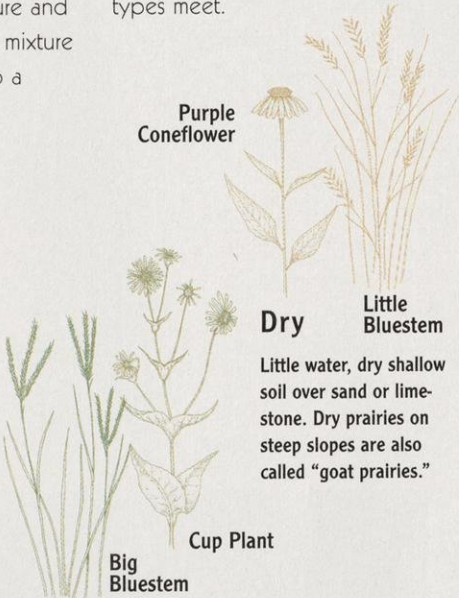 ure and
mixture
o a
types meet.
Purple
Coneflower
Little
Bluestem
Dry
Little water, dry shallow
soil over sand or lime-
stone. Dry prairies on
steep slopes are also
called “goat prairies.”
Cup Plant
Big
Bluestem